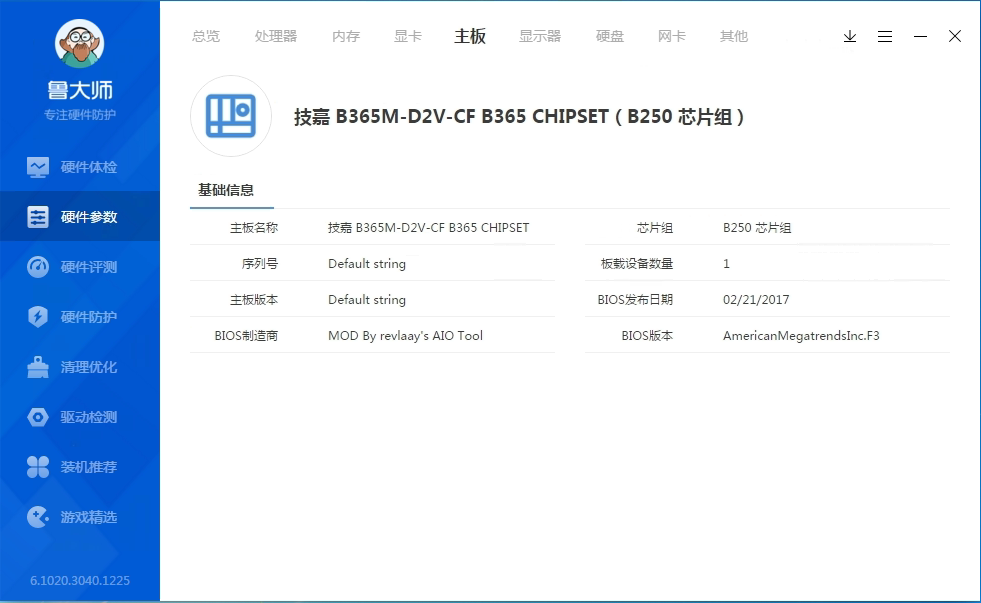 鲁大师
专注硬件防护
硬件体检
硬件参数
硬件评测
硬件防护
清理优化
驱动检测
装机推荐
游戏精选
6.1020.3040.1225
总览 处理器 内存 显卡 主板 显示器 硬盘 网卡 其他
技嘉 B365M-D2V-CF B365 CHIPSET（B250 芯片组）
基础信息
主板名称 技嘉 B365M-D2V-CF B365 CHIPSET 芯片组 B250 芯片组
序列号 Default string 板载设备数量 1
主板版本 Default string BIOS发布日期 02/21/2017
BIOS制造商 MOD By revlaay's AIO Tool BIOS版本 AmericanMegatrendsInc.F3